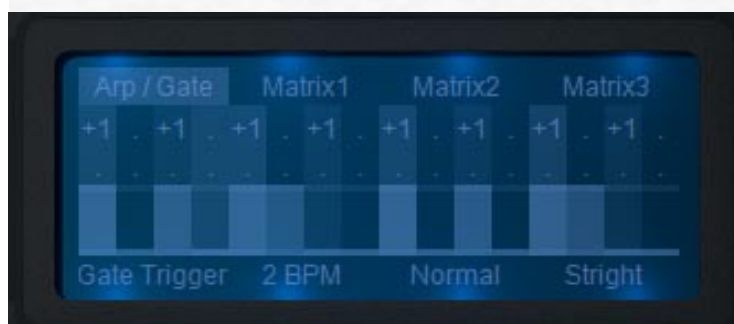 Arp / Gate Matrix1 Matrix2 Matrix3
+1 . +1 . +1 . +1 . +1 . +1 . +1 . +1 .
. . . . . . . . . . . . . . . .
Gate Trigger 2 BPM Normal Stright